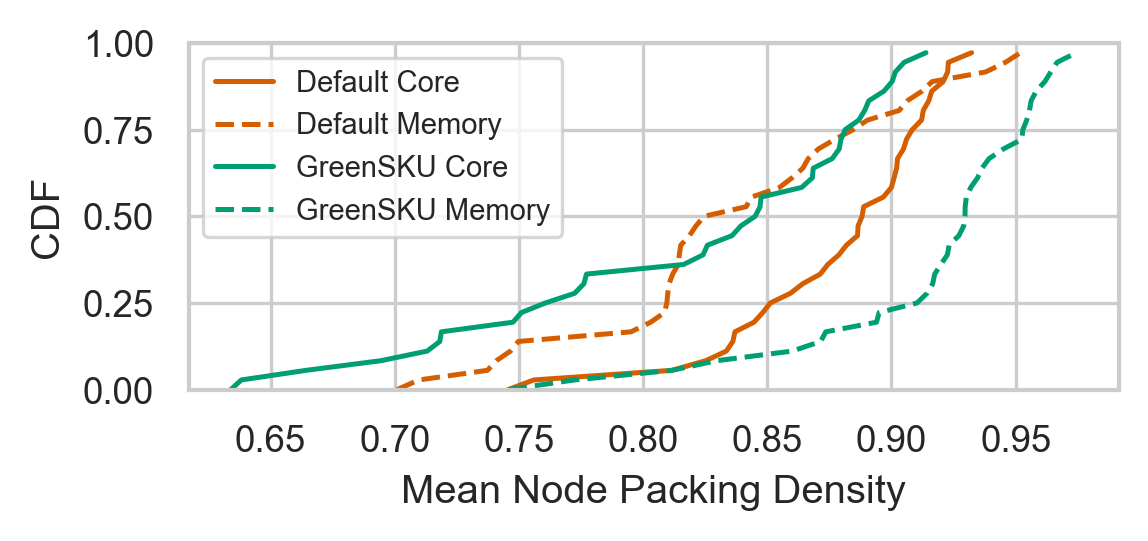 1.00
0.75
0.50
0.25
0.00
CDF
Default Core
Default Memory
GreenSKU Core
GreenSKU Memory
0.65 0.70 0.75 0.80 0.85 0.90 0.95
Mean Node Packing Density